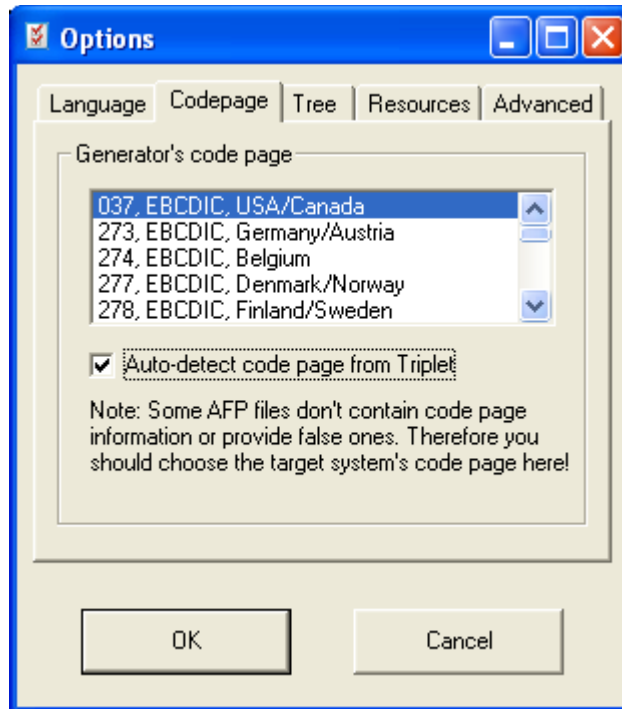 Options
Language Codepage Tree Resources Advanced
Generator's code page
037, EBCDIC, USA/Canada
273, EBCDIC, Germany/Austria
274, EBCDIC, Belgium
277, EBCDIC, Denmark/Norway
278, EBCDIC, Finland/Sweden
Auto-detect code page from Triplet
Note: Some AFP files don't contain code page
information or provide false ones. Therefore you
should choose the target system's code page here!
OK Cancel